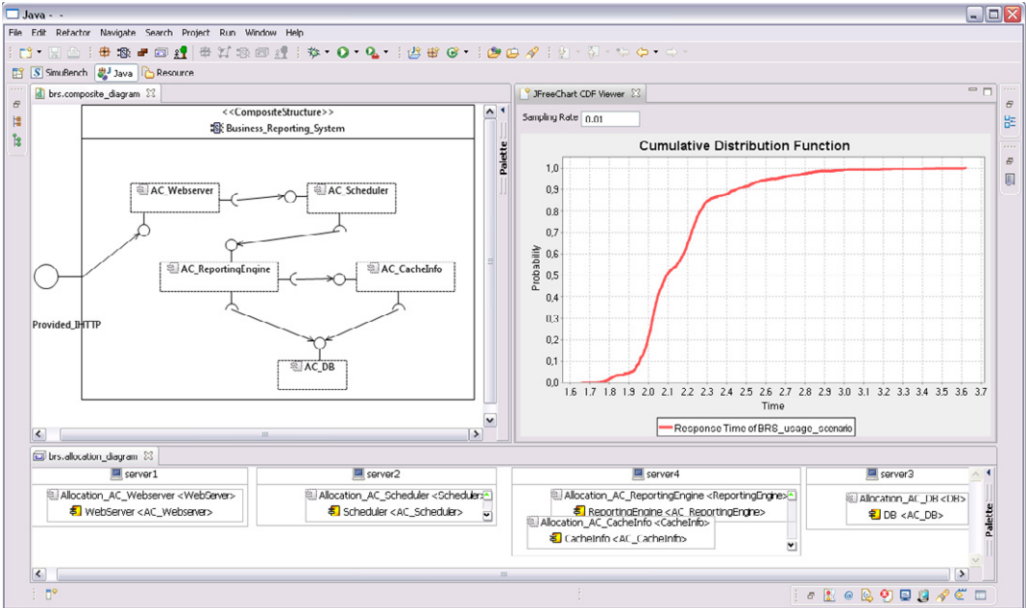 Java - -
File Edit Refactor Navigate Search Project Run Window Help
SimuBench Java Resource
brs.composite_diagram
<<CompositeStructure>>
Business_Reporting_System
AC_Webserver
AC_Scheduler
AC_ReportingEngine
AC_CacheInfo
Provided_IHTTP
AC_DB
Palette
JFreeChart CDF Viewer
Sampling Rate 0.01
Cumulative Distribution Function
Probability
1,0
0,9
0,8
0,7
0,6
0,5
0,4
0,3
0,2
0,1
0,0
1.6 1.7 1.8 1.9 2.0 2.1 2.2 2.3 2.4 2.5 2.6 2.7 2.8 2.9 3.0 3.1 3.2 3.3 3.4 3.5 3.6 3.7
Time
Response Time of BRS_usage_scenario
brs.allocation_diagram
server1
Allocation_AC_Webserver <WebServer>
WebServer <AC_Webserver>
server2
Allocation_AC_Scheduler <Scheduler>
Scheduler <AC_Scheduler>
server4
Allocation_AC_ReportingEngine <ReportingEngine>
ReportingEngine <AC_ReportingEngine>
Allocation_AC_CacheInfo <CacheInfo>
CacheInfo <AC_CacheInfo>
server3
Allocation_AC_DB <DB>
DB <AC_DB>
Palette